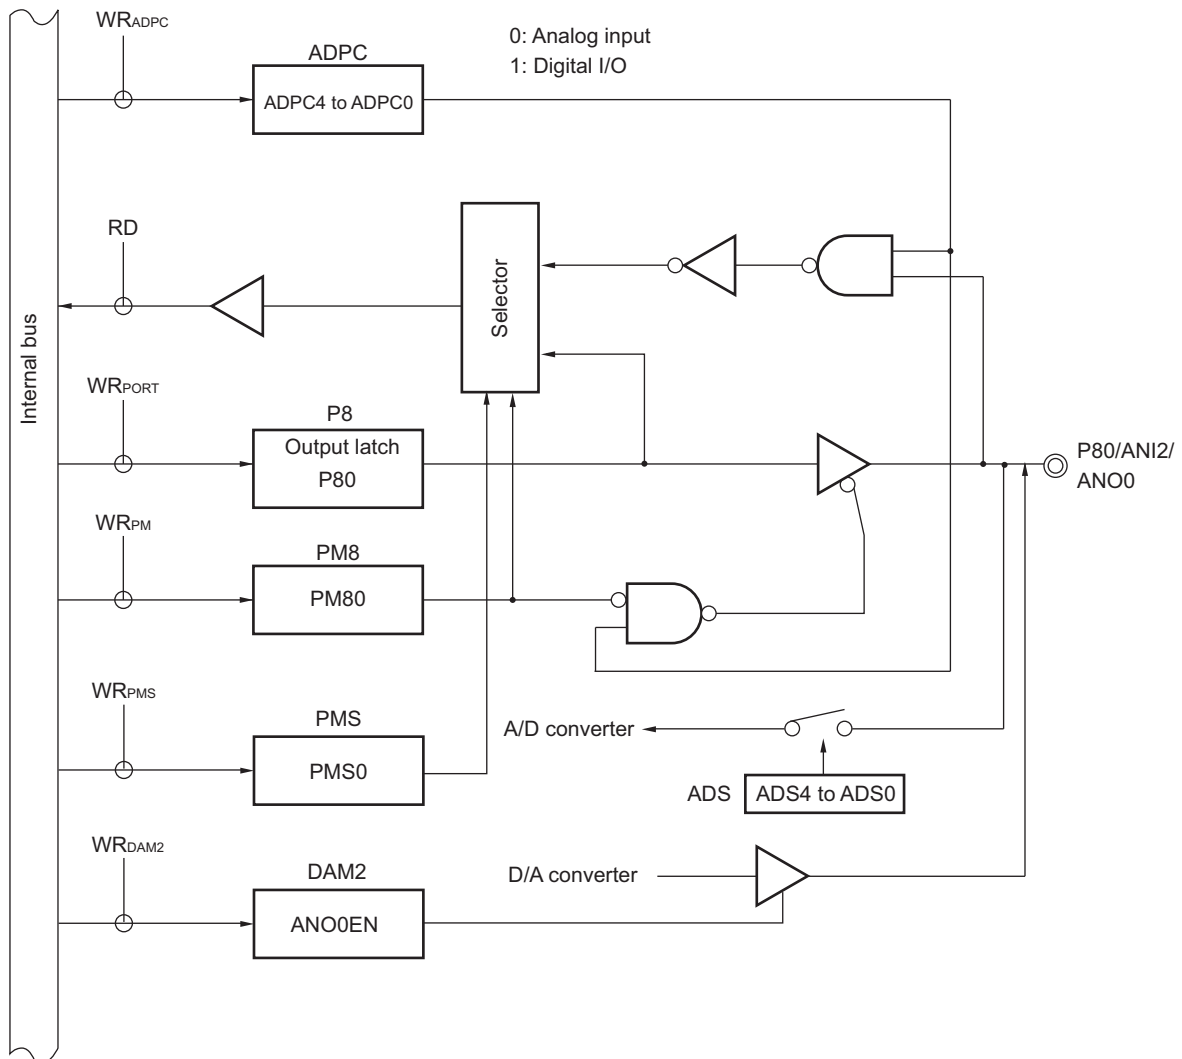 WRADPC
0: Analog input
1: Digital I/O
ADPC
ADPC4 to ADPC0
RD
Selector
Internal bus
WRPORT
P8
Output latch
P80
P80/ANI2/
ANO0
WRPM
PM8
PM80
WRPMS
PMS
PMS0
A/D converter
ADS
ADS4 to ADS0
WRDAM2
DAM2
ANO0EN
D/A converter